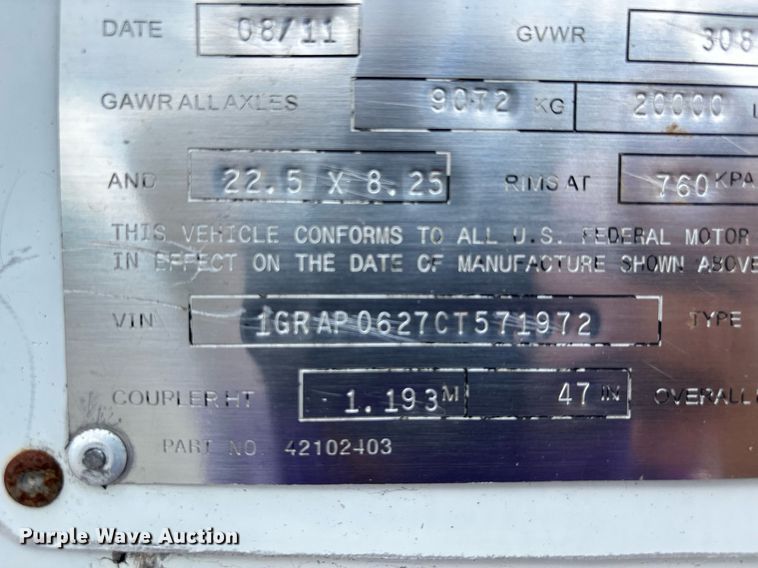 DATE 08/11 GVWR 308
GAWR ALL AXLES 9072 KG 20000
AND 22.5 X 8.25 RIMS AT 760 KPA
THIS VEHICLE CONFORMS TO ALL U.S. FEDERAL MOTOR
IN EFFECT ON THE DATE OF MANUFACTURE SHOWN ABOVE
VIN 1GRAP0627CT571972 TYPE
COUPLER HT 1.193 M 47 IN OVERALL
PART NO. 42102403
Purple Wave Auction